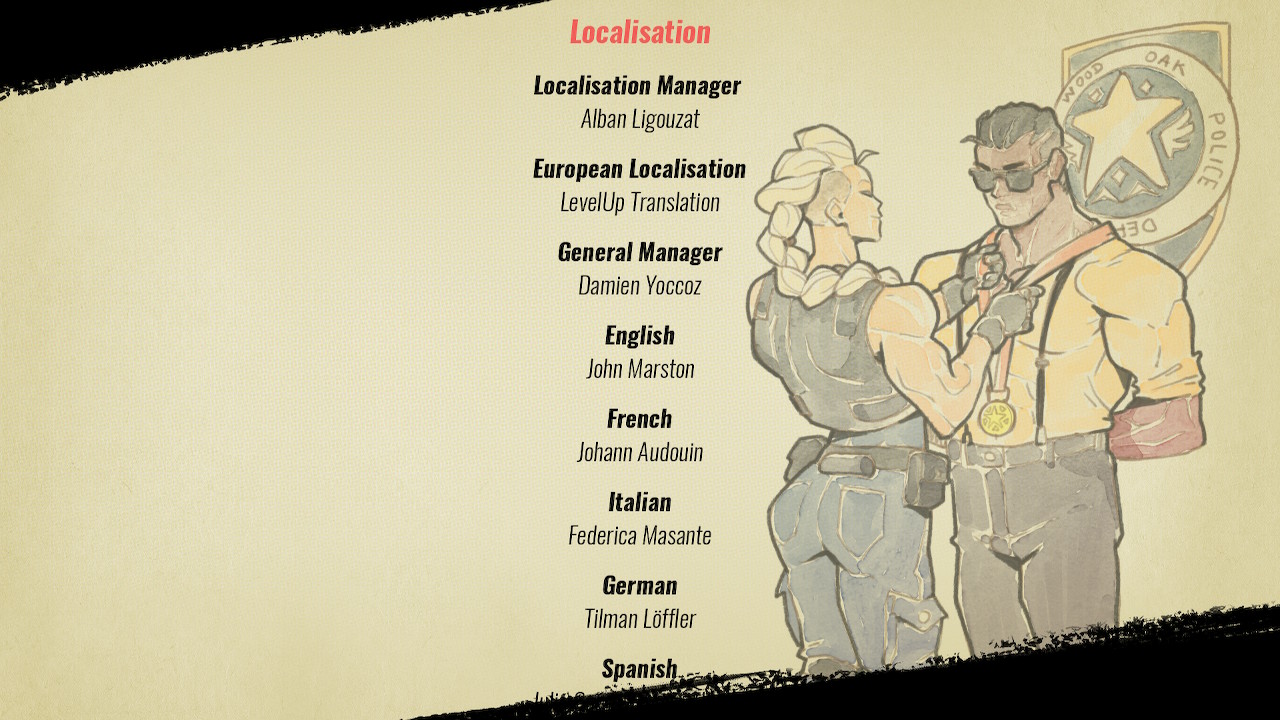 Localisation
Localisation Manager
Alban Ligouzat
European Localisation
LevelUp Translation
General Manager
Damien Yoccoz
English
John Marston
French
Johann Audouin
Italian
Federica Masante
German
Tilman Löffler
Spanish
WOOD OAK
POLICE